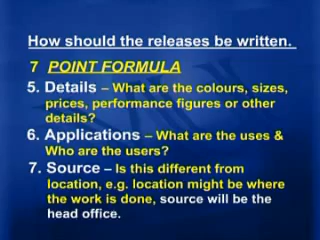 How should the releases be written.
7 POINT FORMULA
5. Details – What are the colours, sizes,
prices, performance figures or other
details?
6. Applications – What are the uses &
Who are the users?
7. Source – Is this different from
location, e.g. location might be where
the work is done, source will be the
head office.